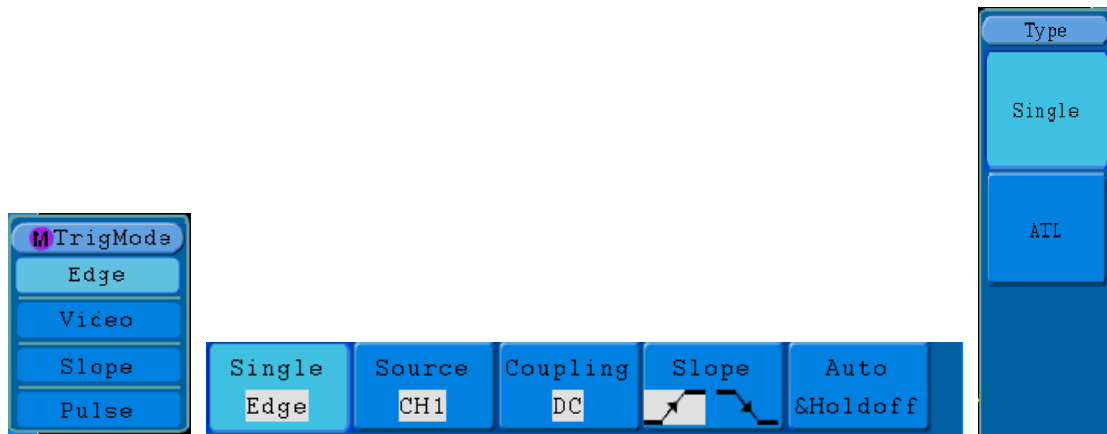 TrigMode
Edge
Video
Slope
Pulse
Single
Edge
Source
CH1
Coupling
DC
Slope
Auto
&Holdoff
Type
Single
ATL